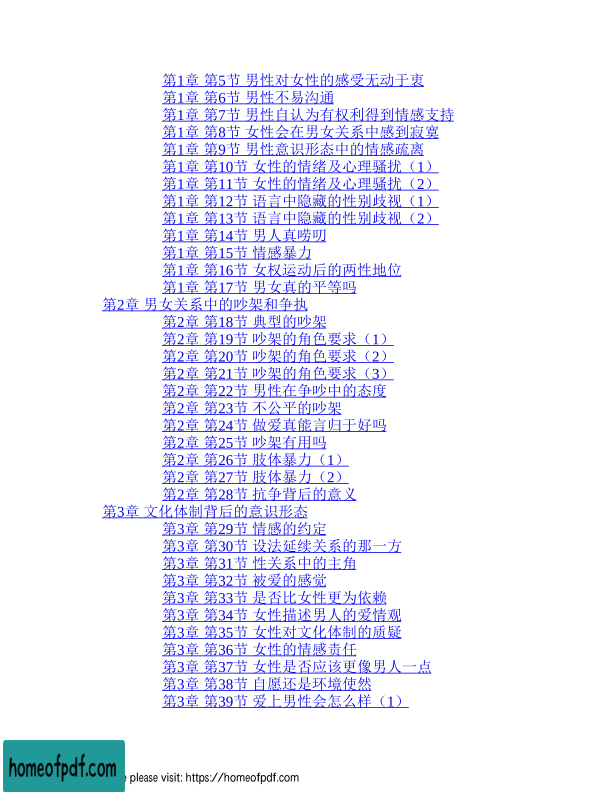 第1章 第5节 男性对女性的感受无动于衷
第1章 第6节 男性不易沟通
第1章 第7节 男性自认为有权利得到情感支持
第1章 第8节 女性会在男女关系中感到寂寞
第1章 第9节 男性意识形态中的情感疏离
第1章 第10节 女性的情绪及心理骚扰（1）
第1章 第11节 女性的情绪及心理骚扰（2）
第1章 第12节 语言中隐藏的性别歧视（1）
第1章 第13节 语言中隐藏的性别歧视（2）
第1章 第14节 男人真唠叨
第1章 第15节 情感暴力
第1章 第16节 女权运动后的两性地位
第1章 第17节 男女真的平等吗
第2章 男女关系中的吵架和争执
第2章 第18节 典型的吵架
第2章 第19节 吵架的角色要求（1）
第2章 第20节 吵架的角色要求（2）
第2章 第21节 吵架的角色要求（3）
第2章 第22节 男性在争吵中的态度
第2章 第23节 不公平的吵架
第2章 第24节 做爱真能言归于好吗
第2章 第25节 吵架有用吗
第2章 第26节 肢体暴力（1）
第2章 第27节 肢体暴力（2）
第2章 第28节 抗争背后的意义
第3章 文化体制背后的意识形态
第3章 第29节 情感的约定
第3章 第30节 设法延续关系的那一方
第3章 第31节 性关系中的主角
第3章 第32节 被爱的感觉
第3章 第33节 是否比女性更为依赖
第3章 第34节 女性描述男人的爱情观
第3章 第35节 女性对文化体制的质疑
第3章 第36节 女性的情感责任
第3章 第37节 女性是否应该更像男人一点
第3章 第38节 自愿还是环境使然
第3章 第39节 爱上男性会怎么样（1）
homeofpdf.com
e please visit: https://homeofpdf.com